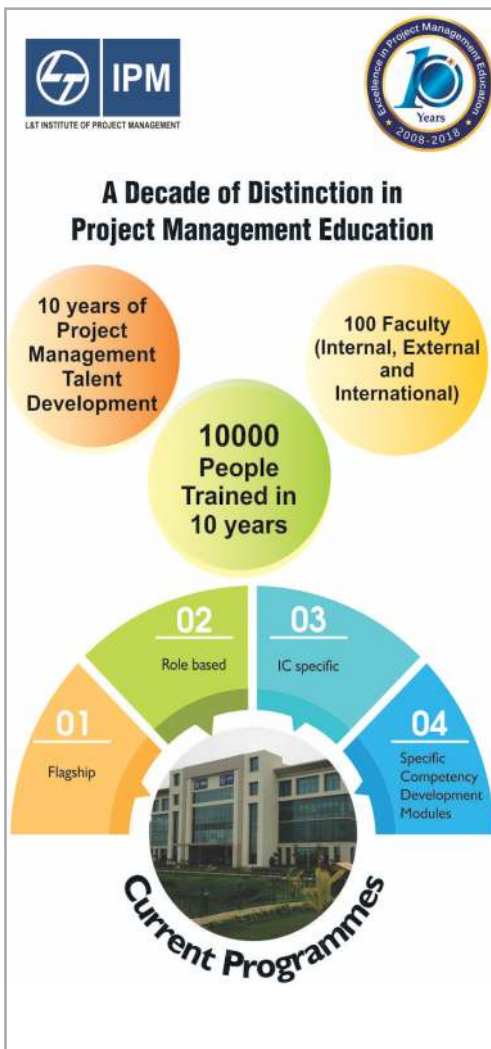 IPM
L&T INSTITUTE OF PROJECT MANAGEMENT
Excellence in Project Management Education
10
Years
2008-2018
A Decade of Distinction in
Project Management Education
10 years of
Project
Management
Talent
Development
100 Faculty
(Internal, External
and
International)
10000
People
Trained in
10 years
01
Flagship
02
Role based
03
IC specific
04
Specific
Competency
Development
Modules
Current Programmes